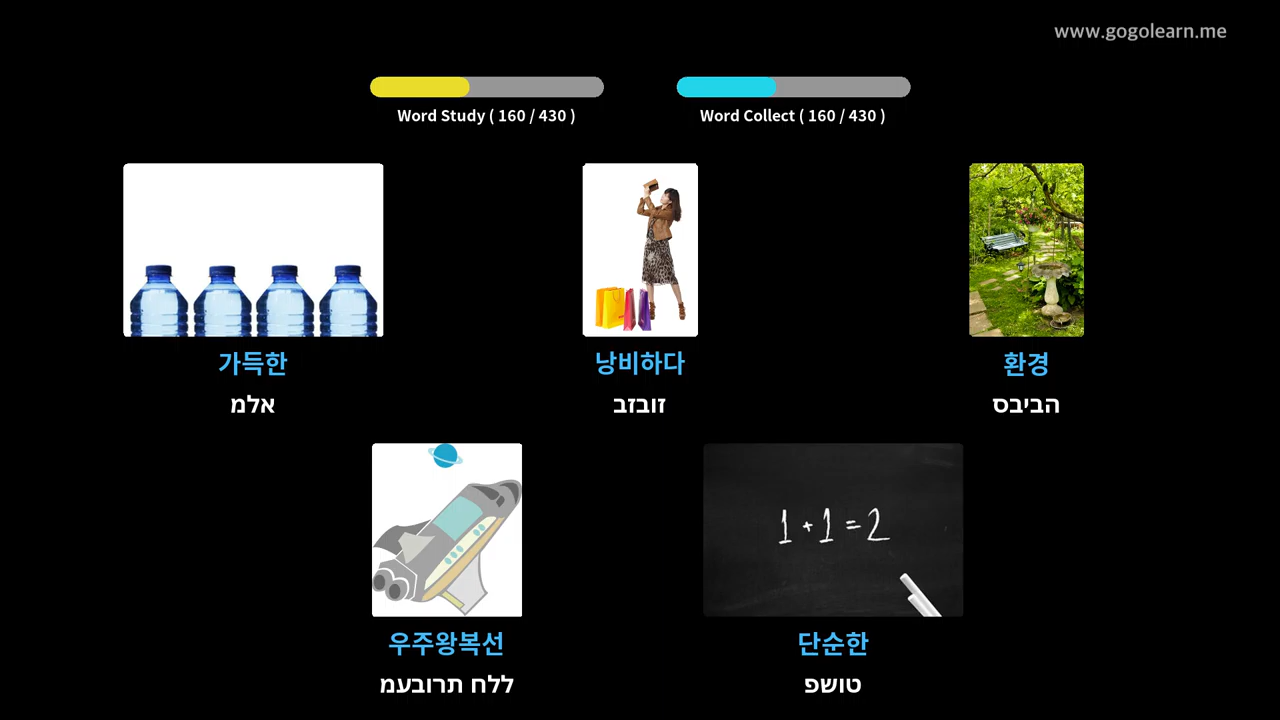 www.gogolearn.me
Word Study ( 160 / 430 )
Word Collect ( 160 / 430 )
가득한
אלמ
낭비하다
זובזב
환경
הביבס
우주왕복선
ללח תרובעמ
단순한
טושפ
1 + 1 = 2